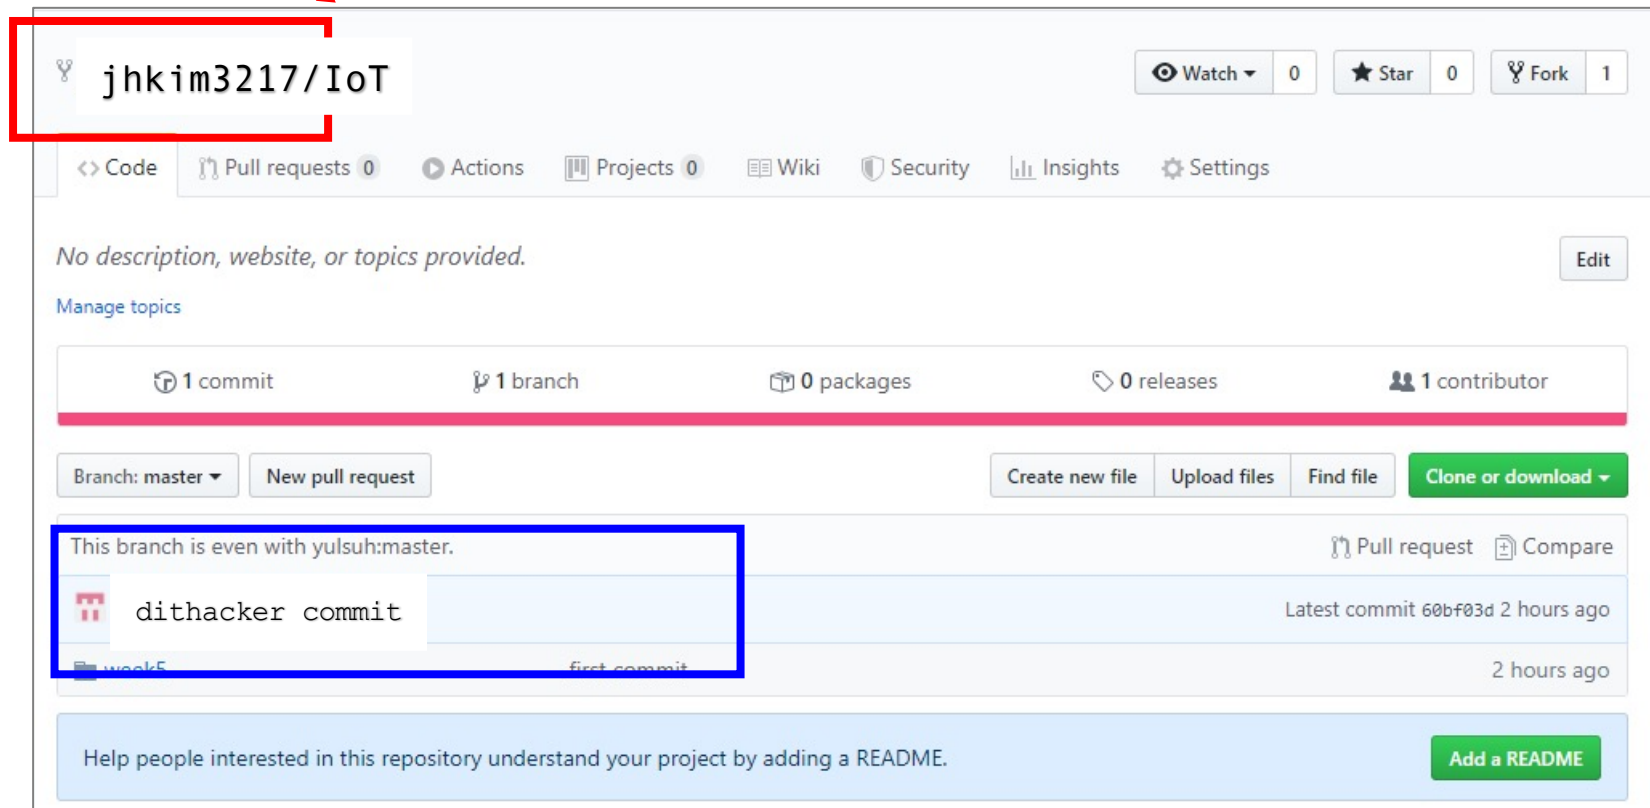 jhkim3217/IoT
Watch 0 Star 0 Fork 1
<> Code Pull requests 0 Actions Projects 0 Wiki Security Insights Settings
No description, website, or topics provided. Edit
Manage topics
1 commit 1 branch 0 packages 0 releases 1 contributor
Branch: master New pull request Create new file Upload files Find file Clone or download
This branch is even with yulsuh:master. Pull request Compare
dithacker commit Latest commit 60bf03d 2 hours ago
week5 first commit 2 hours ago
Help people interested in this repository understand your project by adding a README. Add a README